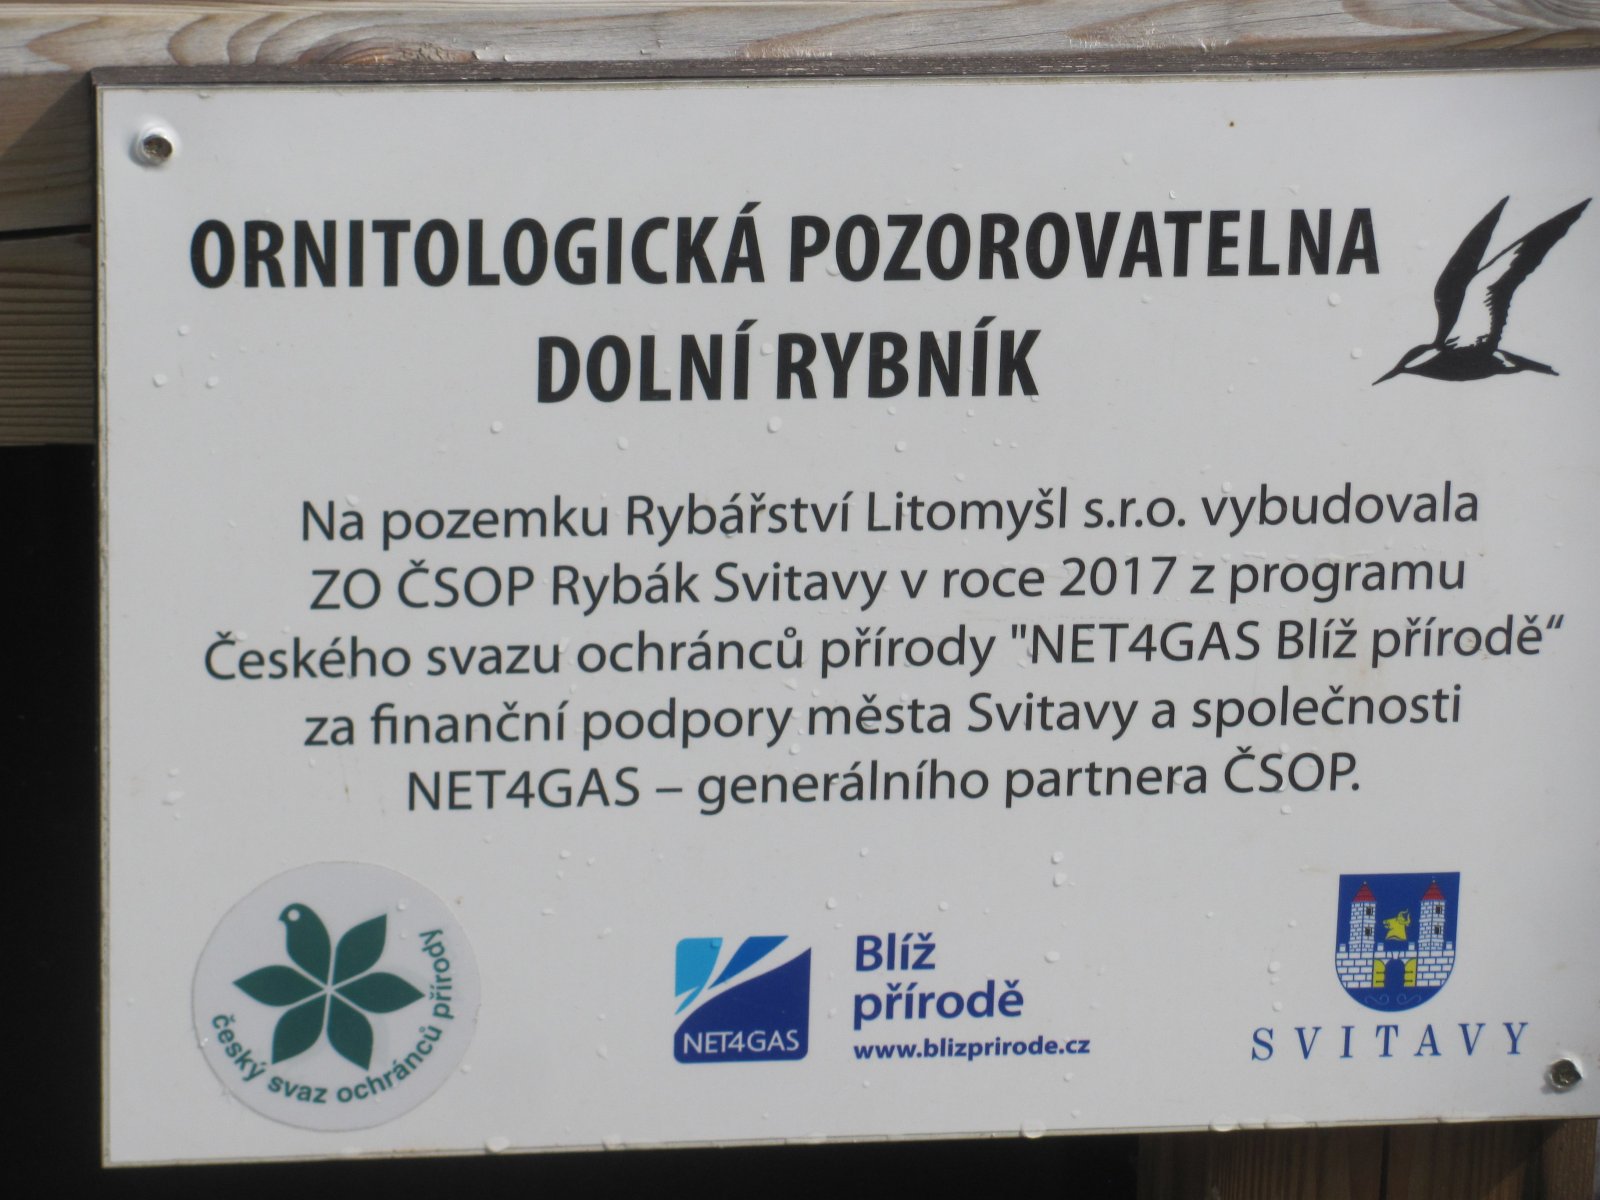 ORNITOLOGICKÁ POZOROVATELNA
DOLNÍ RYBNÍK
Na pozemku Rybářství Litomyšl s.r.o. vybudovala
ZO ČSOP Rybák Svitavy v roce 2017 z programu
Českého svazu ochránců přírody "NET4GAS Blíž přírodě“
za finanční podpory města Svitavy a společnosti
NET4GAS – generálního partnera ČSOP.
český svaz ochránců přírody
NET4GAS
Blíž
přírodě
www.blizprirode.cz
SVITAVY